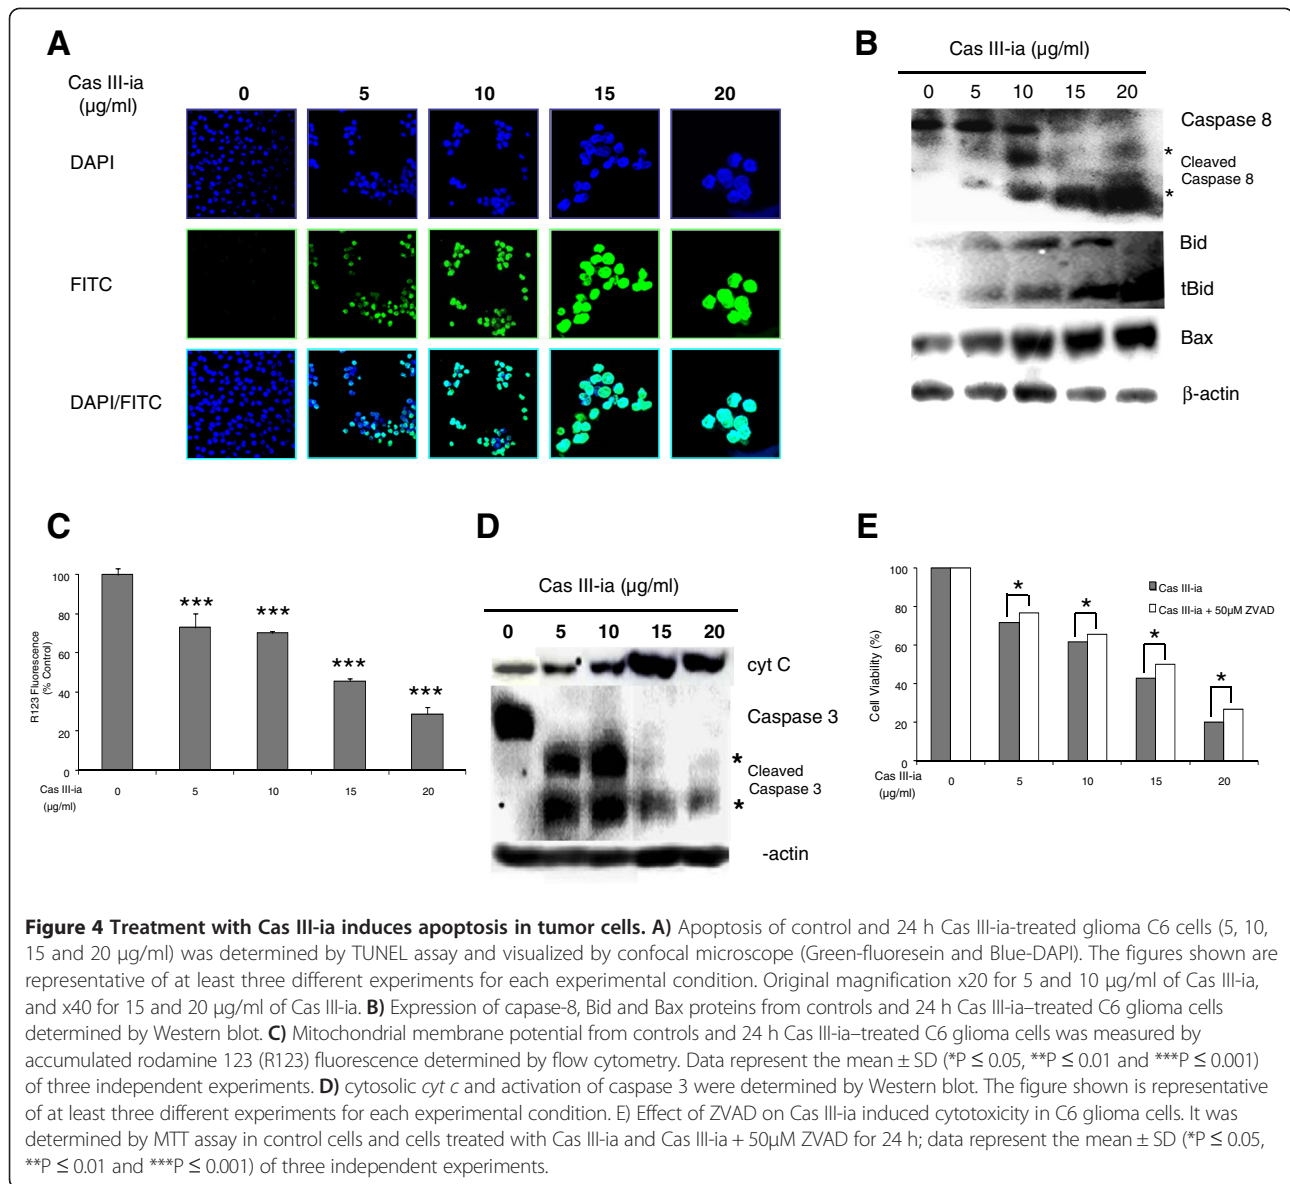 A
Cas III-ia
(µg/ml)
0 5 10 15 20
DAPI
FITC
DAPI/FITC
B
Cas III-ia (µg/ml)
0 5 10 15 20
Caspase 8
*
Cleaved
Caspase 8
*
Bid
tBid
Bax
β-actin
C
R123 Fluorescence
(% Control)
100
80
60
40
20
0
***
***
***
***
Cas III-ia
(µg/ml)
0 5 10 15 20
D
Cas III-ia (µg/ml)
0 5 10 15 20
cyt C
Caspase 3
*
Cleaved
Caspase 3
*
-actin
E
Cell Viability (%)
100
80
60
40
20
0
*
*
*
*
Cas III-ia
Cas III-ia + 50µM ZVAD
Cas III-ia
(µg/ml)
0 5 10 15 20
Figure 4 Treatment with Cas III-ia induces apoptosis in tumor cells. A) Apoptosis of control and 24 h Cas III-ia-treated glioma C6 cells (5, 10,
15 and 20 µg/ml) was determined by TUNEL assay and visualized by confocal microscope (Green-fluoresein and Blue-DAPI). The figures shown are
representative of at least three different experiments for each experimental condition. Original magnification x20 for 5 and 10 µg/ml of Cas III-ia,
and x40 for 15 and 20 µg/ml of Cas III-ia. B) Expression of capase-8, Bid and Bax proteins from controls and 24 h Cas III-ia–treated C6 glioma cells
determined by Western blot. C) Mitochondrial membrane potential from controls and 24 h Cas III-ia–treated C6 glioma cells was measured by
accumulated rodamine 123 (R123) fluorescence determined by flow cytometry. Data represent the mean ± SD (*P ≤ 0.05, **P ≤ 0.01 and ***P ≤ 0.001)
of three independent experiments. D) cytosolic cyt c and activation of caspase 3 were determined by Western blot. The figure shown is representative
of at least three different experiments for each experimental condition. E) Effect of ZVAD on Cas III-ia induced cytotoxicity in C6 glioma cells. It was
determined by MTT assay in control cells and cells treated with Cas III-ia and Cas III-ia + 50µM ZVAD for 24 h; data represent the mean ± SD (*P ≤ 0.05,
**P ≤ 0.01 and ***P ≤ 0.001) of three independent experiments.